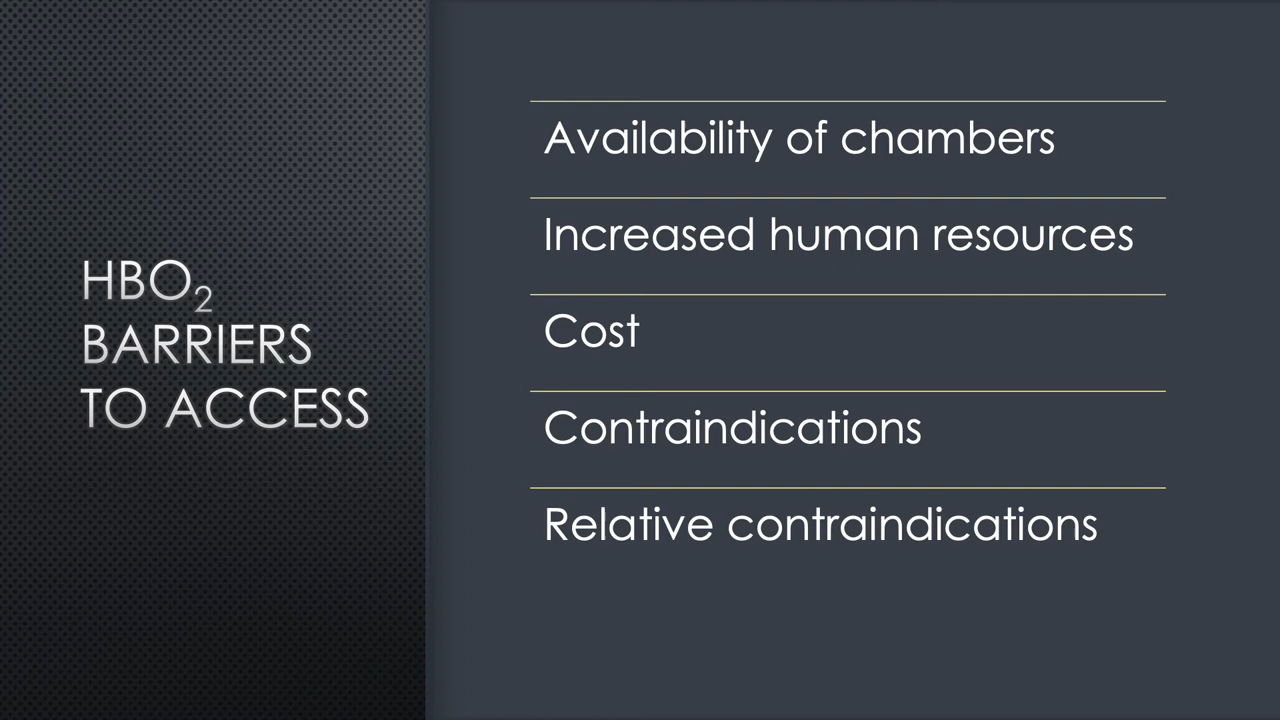 HBO₂
BARRIERS
TO ACCESS
Availability of chambers
Increased human resources
Cost
Contraindications
Relative contraindications